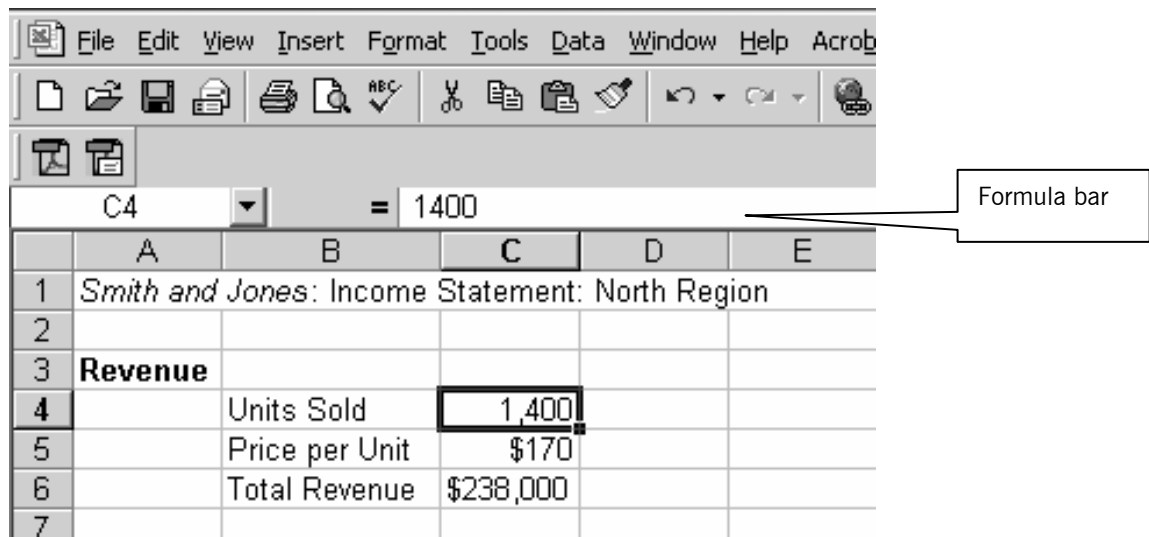 File Edit View Insert Format Tools Data Window Help Acrob
ABC
C4 = 1400
Formula bar
A B C D E
1 Smith and Jones: Income Statement: North Region
2
3 Revenue
4 Units Sold 1,400
5 Price per Unit $170
6 Total Revenue $238,000
7